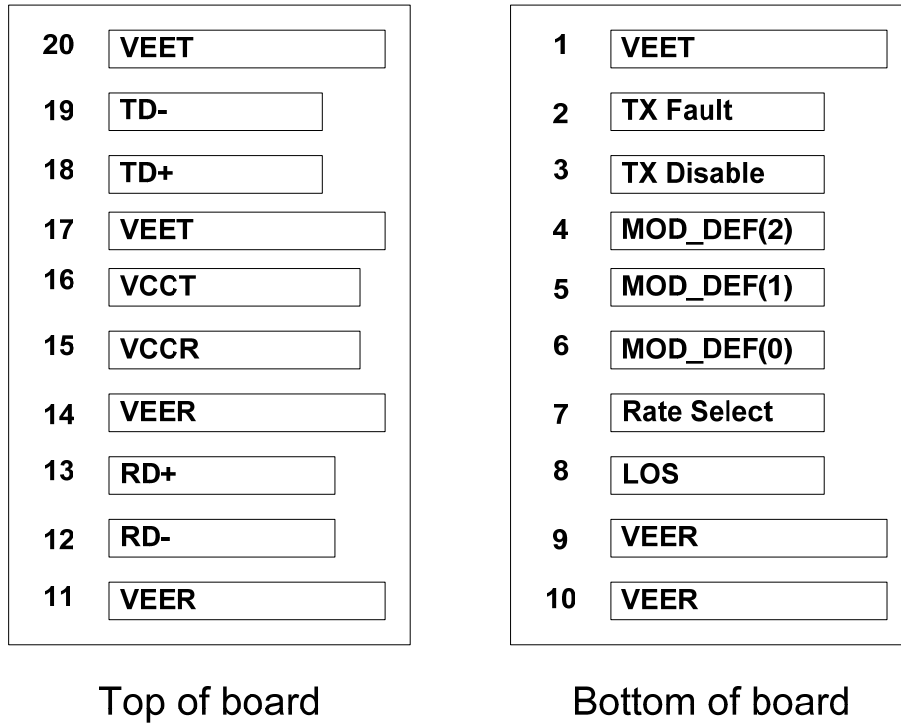 20 VEET
19 TD-
18 TD+
17 VEET
16 VCCT
15 VCCR
14 VEER
13 RD+
12 RD-
11 VEER
Top of board
1 VEET
2 TX Fault
3 TX Disable
4 MOD_DEF(2)
5 MOD_DEF(1)
6 MOD_DEF(0)
7 Rate Select
8 LOS
9 VEER
10 VEER
Bottom of board